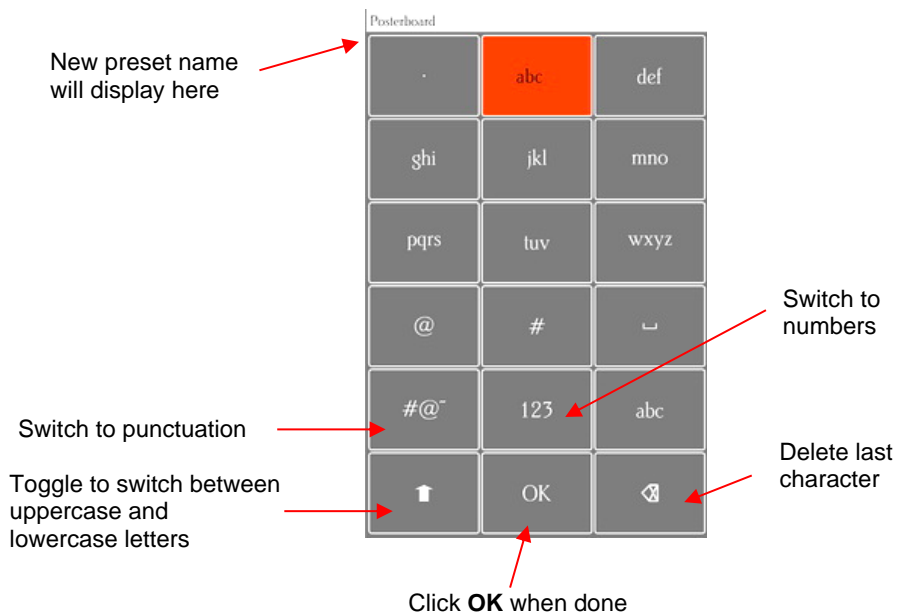 Posterboard
New preset name
will display here
. abc def
ghi jkl mno
pqrs tuv wxyz
@ # ⎵
Switch to
numbers
#@~ 123 abc
Switch to punctuation
Delete last
character
Toggle to switch between
uppercase and
lowercase letters
OK
Click OK when done